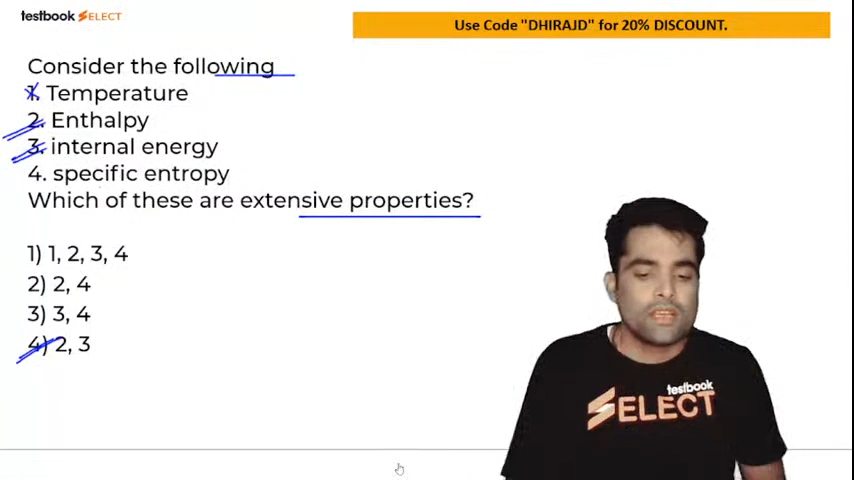 testbook SELECT
Use Code "DHIRAJD" for 20% DISCOUNT.
Consider the following
1. Temperature
2. Enthalpy
3. internal energy
4. specific entropy
Which of these are extensive properties?
1) 1, 2, 3, 4
2) 2, 4
3) 3, 4
4) 2, 3
testbook
SELECT